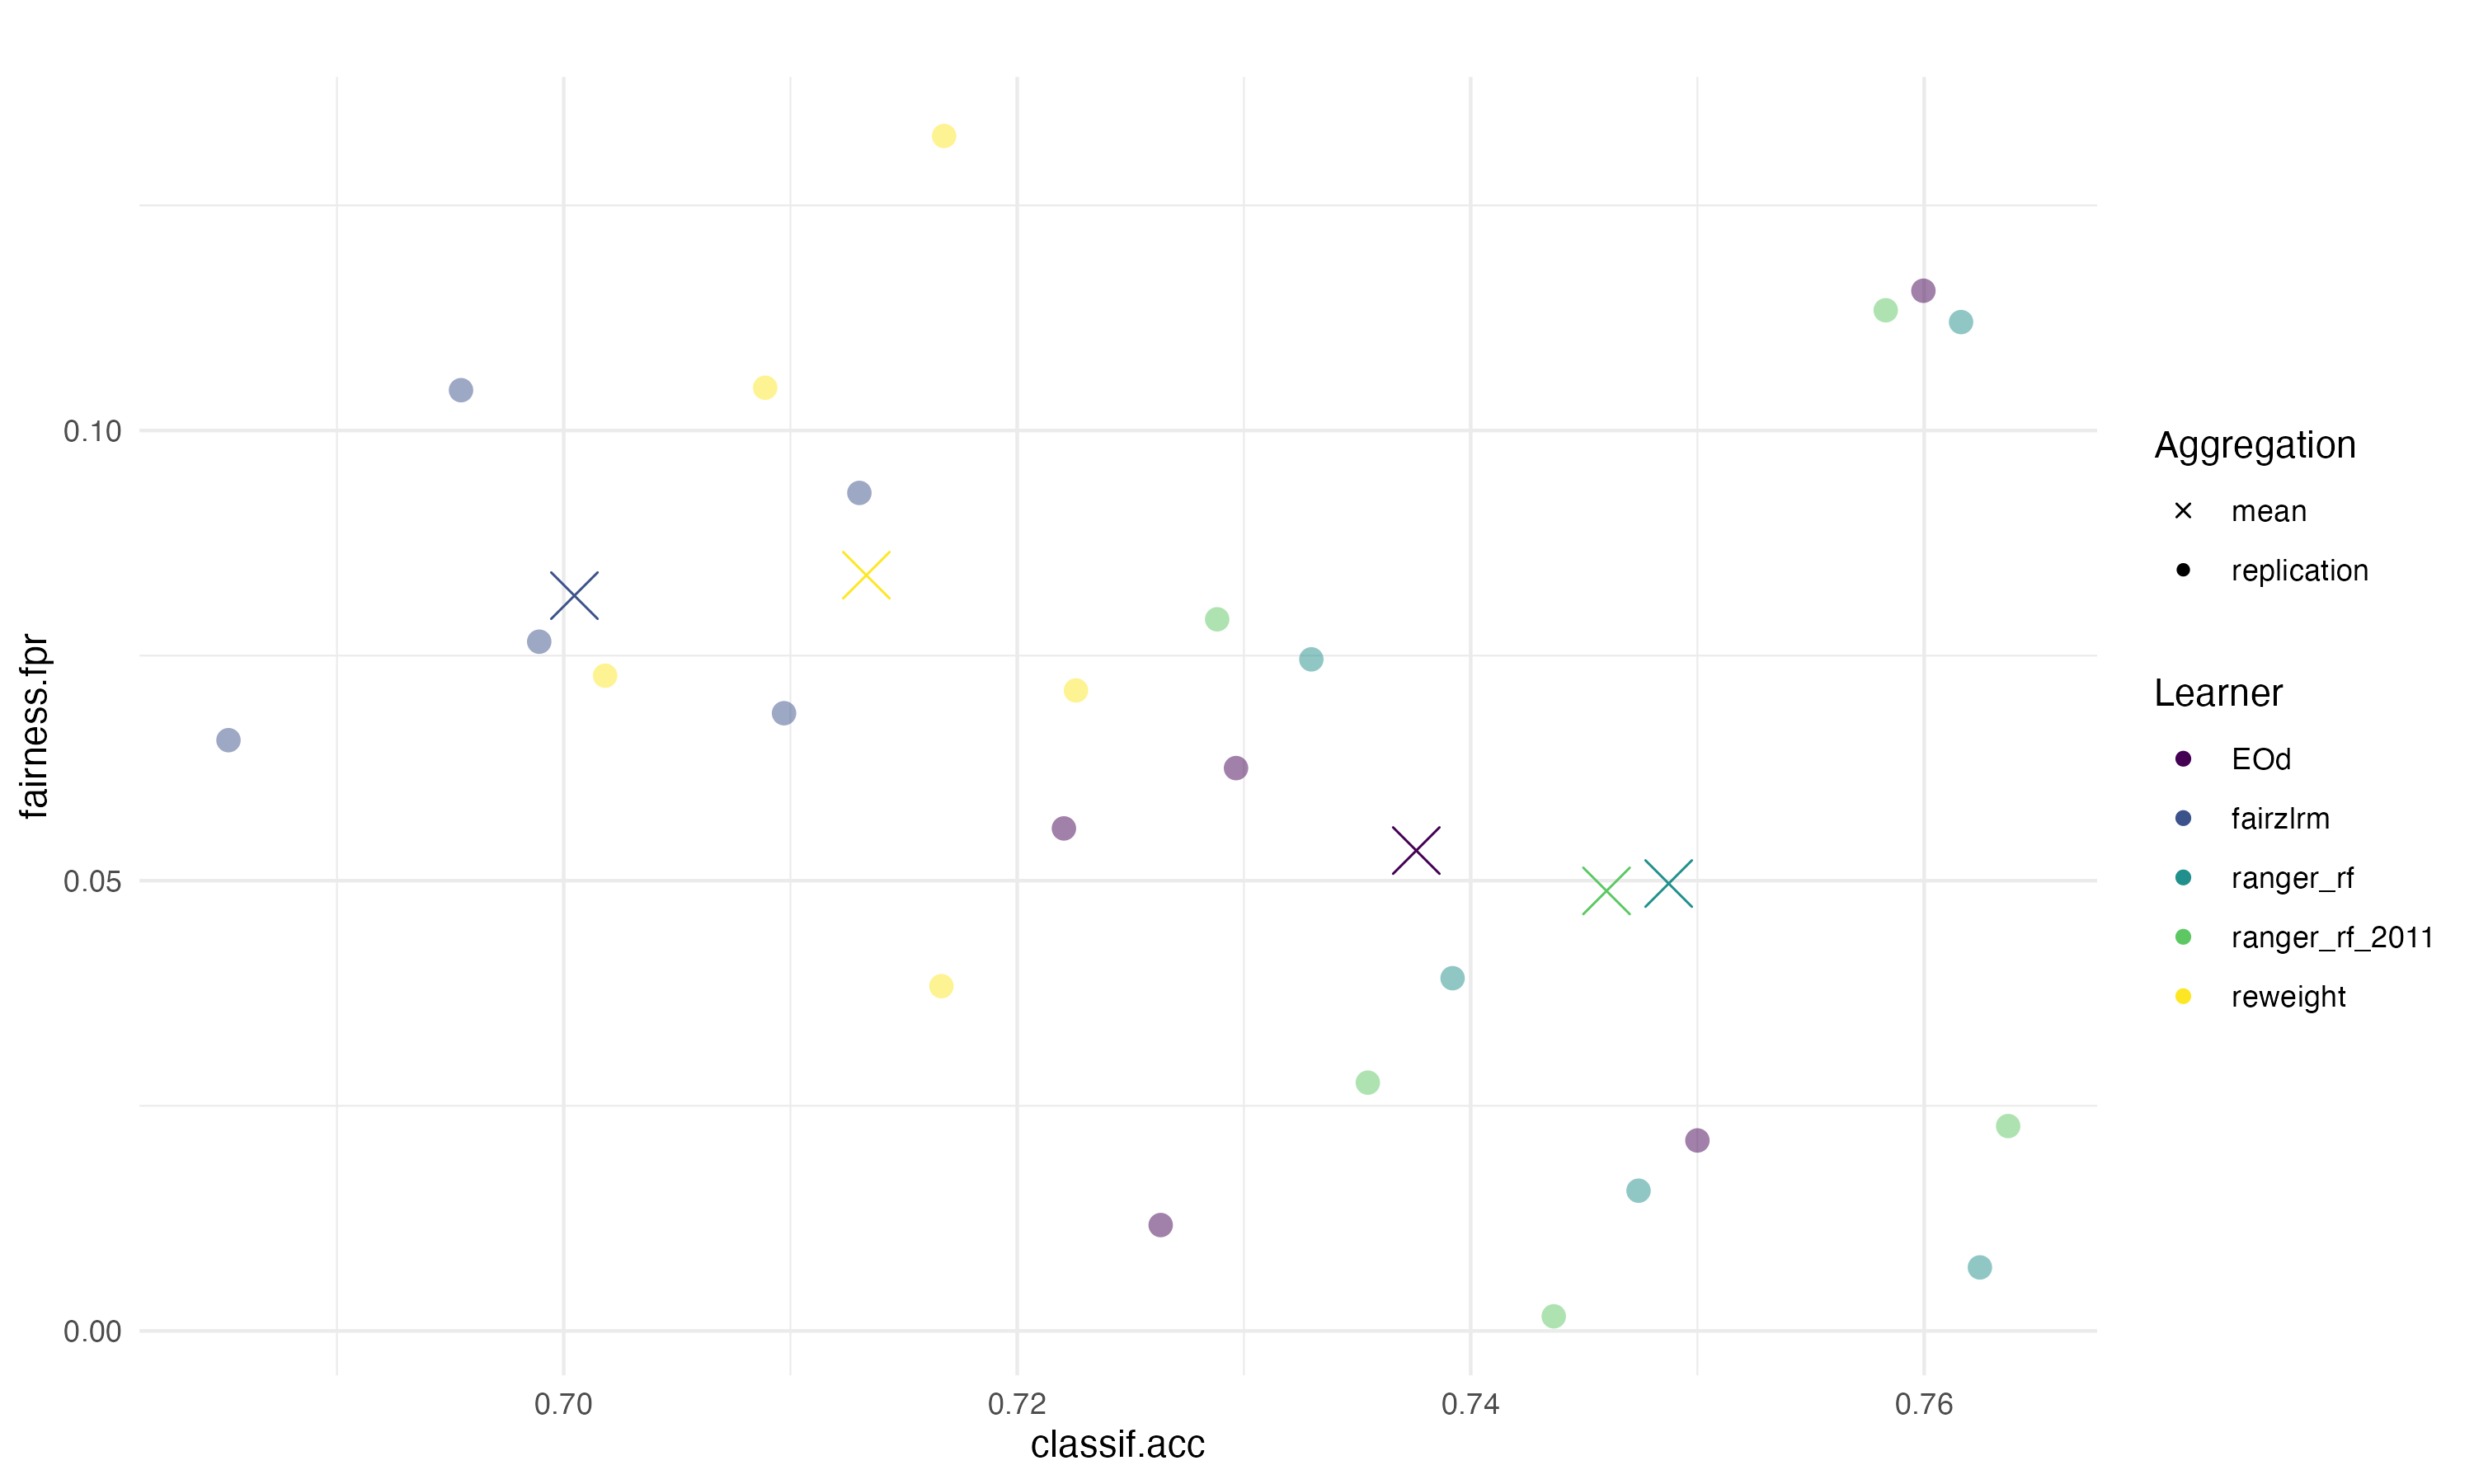 fairness.fpr
0.10
0.05
0.00
0.70
0.72
0.74
0.76
classif.acc
Aggregation
mean
replication
Learner
EOd
fairzlrm
ranger_rf
ranger_rf_2011
reweight